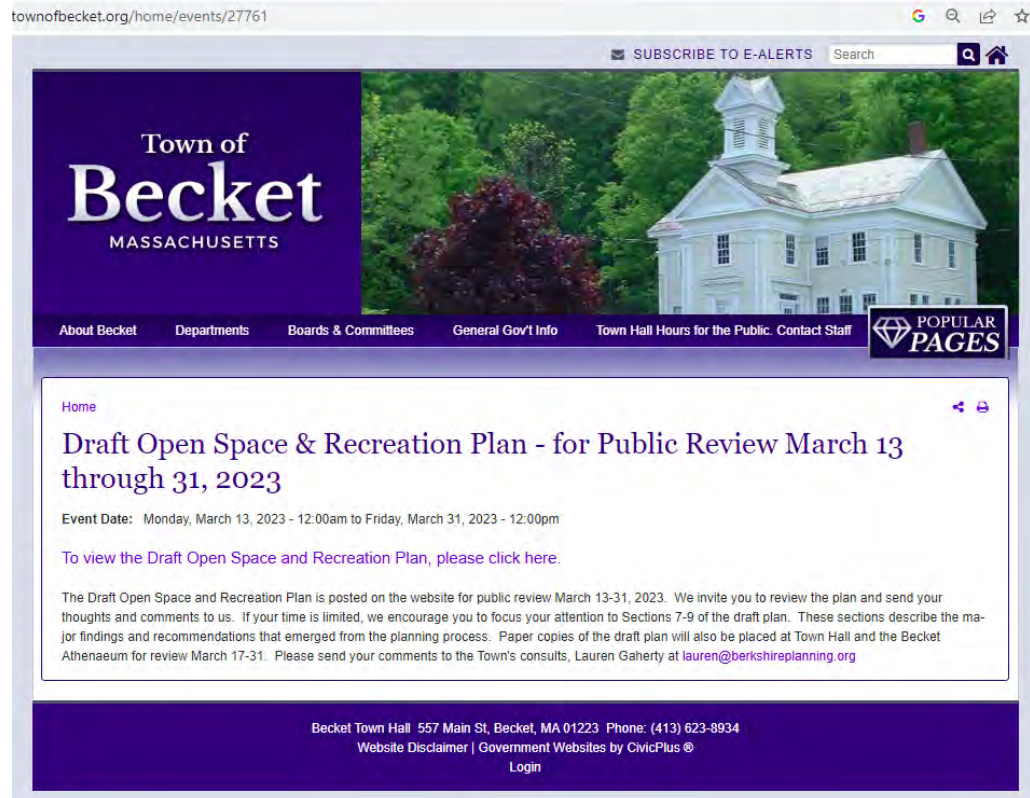 townofbecket.org/home/events/27761
SUBSCRIBE TO E-ALERTS Search
Town of
Becket
MASSACHUSETTS
About Becket Departments Boards & Committees General Gov't Info Town Hall Hours for the Public. Contact Staff POPULAR
PAGES
Home
Draft Open Space & Recreation Plan - for Public Review March 13
through 31, 2023
Event Date: Monday, March 13, 2023 - 12:00am to Friday, March 31, 2023 - 12:00pm
To view the Draft Open Space and Recreation Plan, please click here.
The Draft Open Space and Recreation Plan is posted on the website for public review March 13-31, 2023. We invite you to review the plan and send your
thoughts and comments to us. If your time is limited, we encourage you to focus your attention to Sections 7-9 of the draft plan. These sections describe the ma-
jor findings and recommendations that emerged from the planning process. Paper copies of the draft plan will also be placed at Town Hall and the Becket
Athenaeum for review March 17-31. Please send your comments to the Town's consults, Lauren Gaherty at lauren@berkshireplanning.org
Becket Town Hall 557 Main St, Becket, MA 01223 Phone: (413) 623-8934
Website Disclaimer | Government Websites by CivicPlus ®
Login